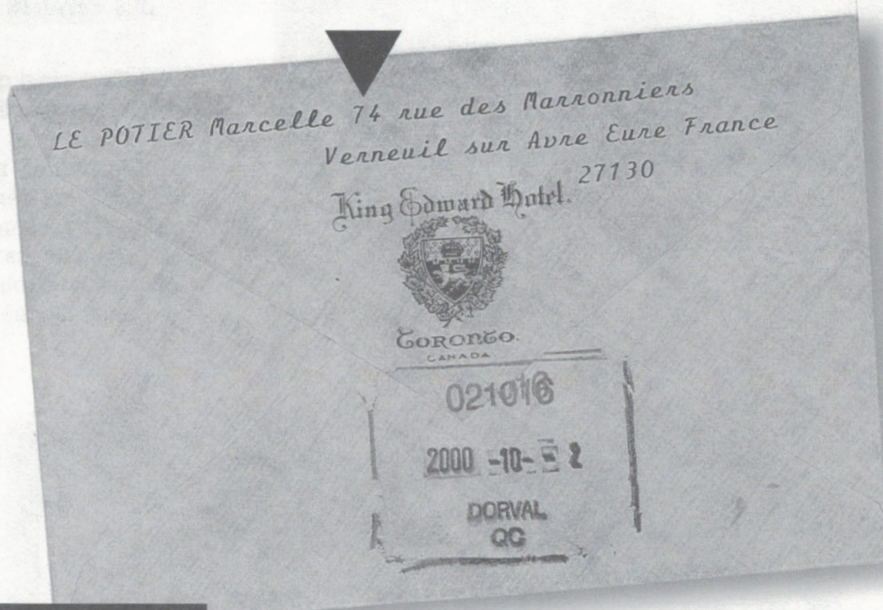 LE POTIER Marcelle 74 rue des Marronniers
Verneuil sur Avre Eure France
27130
King Edward Hotel.
TORONTO.
CANADA
021016
2000 -10- 2
DORVAL
QC